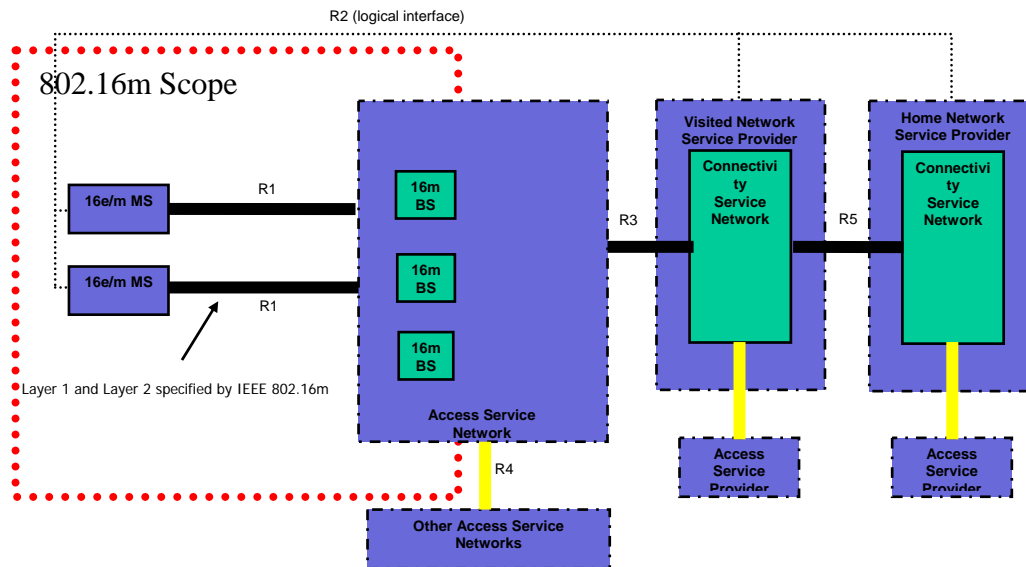 R2 (logical interface)
802.16m Scope
Visited Network
Service Provider
Home Network
Service Provider
Connectivi
ty
Service
Network
Connectivi
ty
Service
Network
16e/m MS
R1
16m
BS
R3
R5
16e/m MS
R1
16m
BS
16m
BS
Layer 1 and Layer 2 specified by IEEE 802.16m
Access Service
Network
R4
Access
Service
Provider
Access
Service
Provider
Other Access Service
Networks